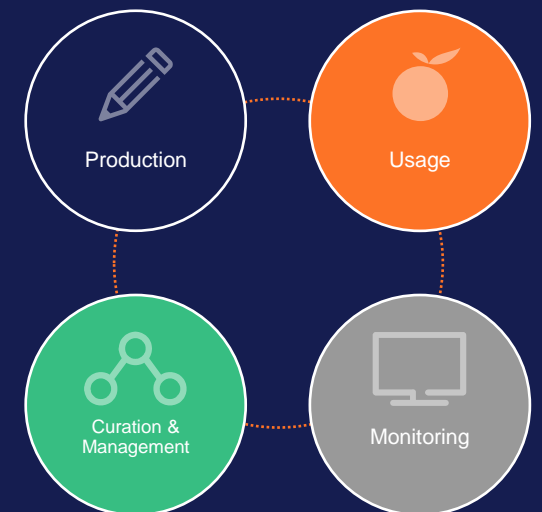 Production
Usage
Curation &
Management
Monitoring